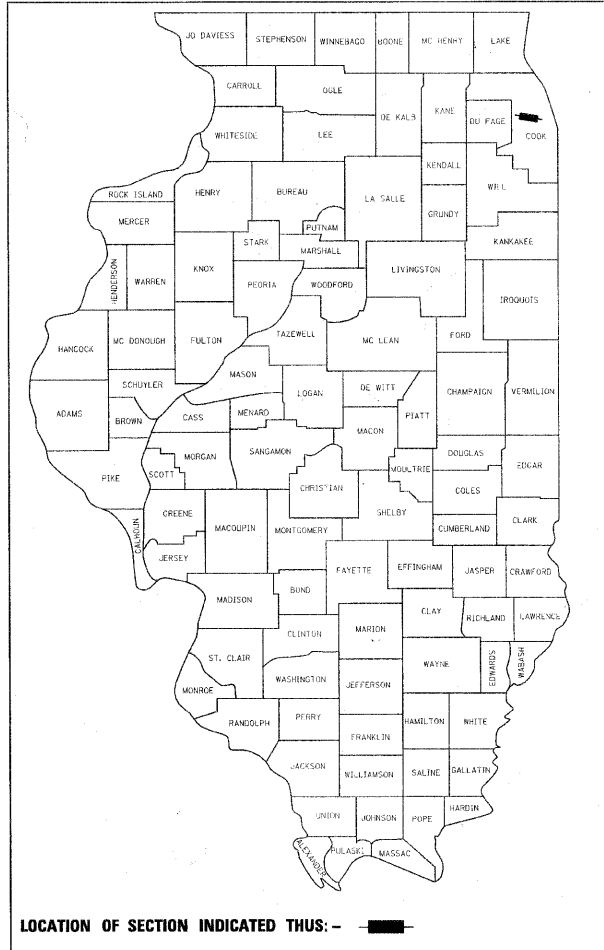 JO DAVIESS
STEPHENSON
WINNEBAGO
BOONE
MC HENRY
LAKE
CARROLL
OGLE
DE KALB
KANE
DU PAGE
COOK
WHITESIDE
LEE
KENDALL
WILL
ROCK ISLAND
HENRY
BUREAU
LA SALLE
GRUNDY
MERCER
PUTNAM
STARK
MARSHALL
KANKAKEE
HENDERSON
WARREN
KNOX
PEORIA
WOODFORD
LIVINGSTON
IROQUOIS
HANCOCK
MC DONOUGH
FULTON
TAZEWELL
MC LEAN
FORD
SCHUYLER
MASON
LOGAN
DE WITT
CHAMPAIGN
VERMILION
ADAMS
BROWN
CASS
MENARD
PIATT
MACON
MORGAN
SANGAMON
DOUGLAS
EDGAR
PIKE
SCOTT
CHRISTIAN
MOULTRIE
COLES
CALHOUN
GREENE
MACOUPIN
MONTGOMERY
SHELBY
CUMBERLAND
CLARK
JERSEY
FAYETTE
EFFINGHAM
JASPER
CRAWFORD
MADISON
BOND
CLAY
RICHLAND
LAWRENCE
CLINTON
MARION
ST. CLAIR
WAYNE
EDWARDS
WABASH
MONROE
WASHINGTON
JEFFERSON
RANDOLPH
PERRY
HAMILTON
WHITE
FRANKLIN
JACKSON
WILLIAMSON
SALINE
GALLATIN
UNION
JOHNSON
POPE
HARDIN
ALEXANDER
PULASKI
MASSAC
LOCATION OF SECTION INDICATED THUS: -